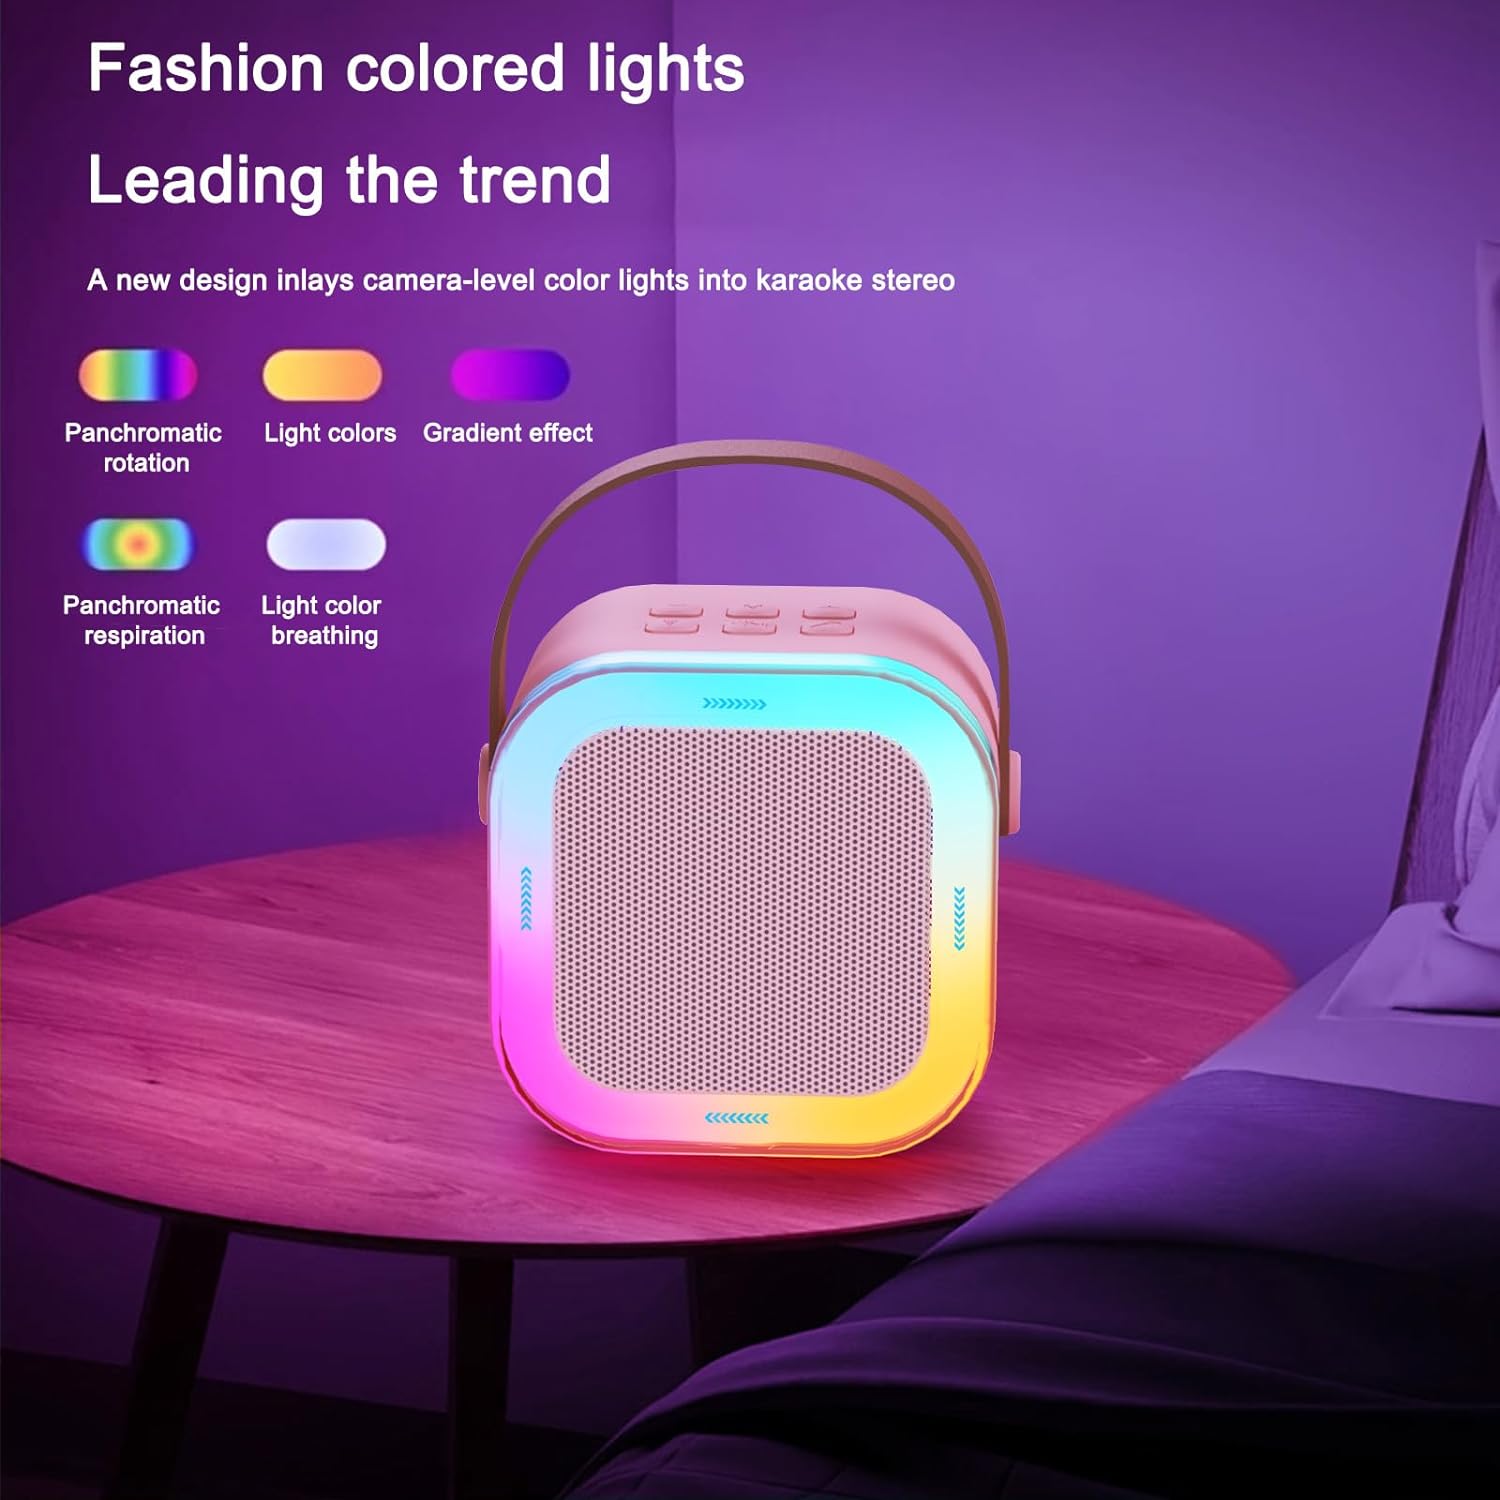 Fashion colored lights
Leading the trend
A new design inlays camera-level color lights into karaoke stereo
Panchromatic
rotation
Light colors
Gradient effect
Panchromatic
respiration
Light color
breathing